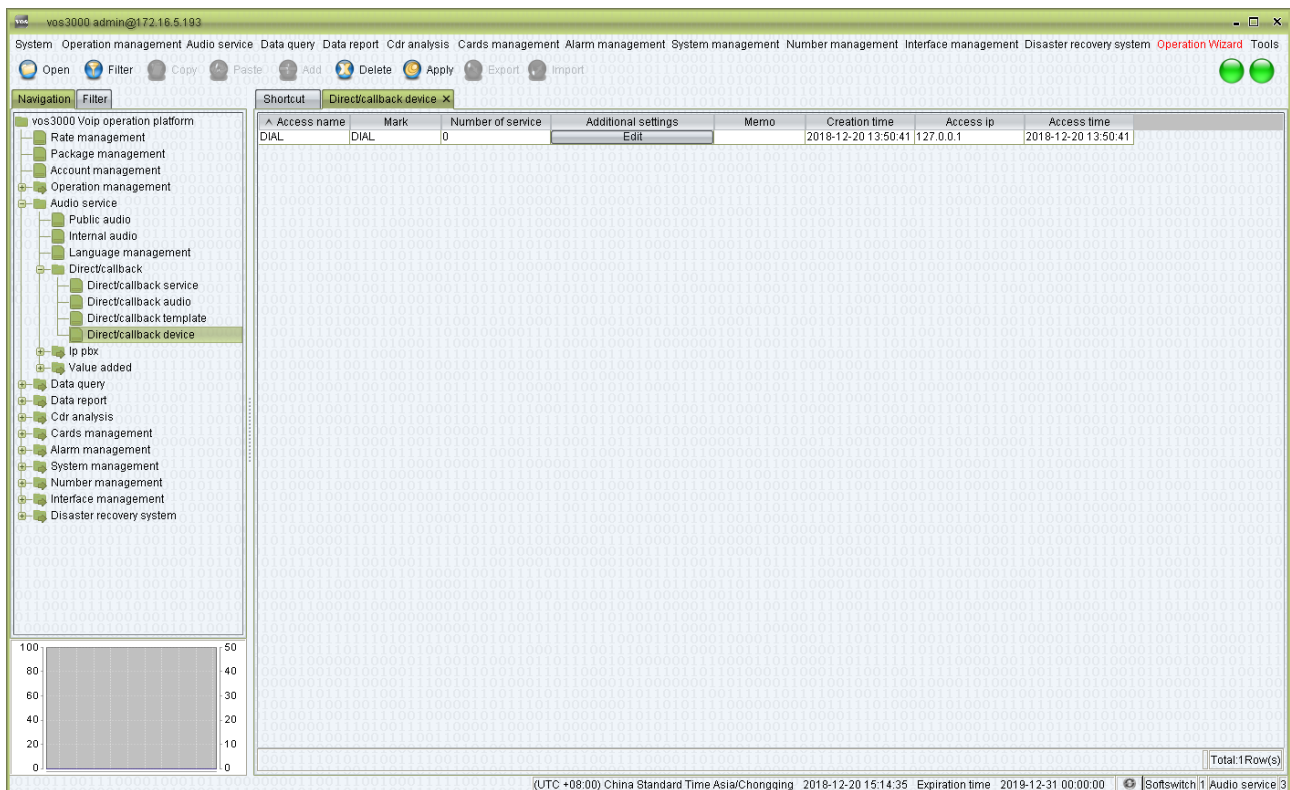 vos3000 admin@172.16.5.193
System Operation management Audio service Data query Data report Cdr analysis Cards management Alarm management System management Number management Interface management Disaster recovery system Operation Wizard Tools
Open Filter Copy Paste Add Delete Apply Export Import
Navigation Filter
Shortcut Direct/callback device
vos3000 Voip operation platform
Rate management
Package management
Account management
Operation management
Audio service
Public audio
Internal audio
Language management
Direct/callback
Direct/callback service
Direct/callback audio
Direct/callback template
Direct/callback device
Ip pbx
Value added
Data query
Data report
Cdr analysis
Cards management
Alarm management
System management
Number management
Interface management
Disaster recovery system
Access name Mark Number of service Additional settings Memo Creation time Access ip Access time
DIAL DIAL 0 Edit 2018-12-20 13:50:41 127.0.0.1 2018-12-20 13:50:41
100 50
80 40
60 30
40 20
20 10
0 0
Total:1Row(s)
(UTC +08:00) China Standard Time Asia/Chongqing 2018-12-20 15:14:35 Expiration time 2019-12-31 00:00:00 Softswitch 1 Audio service 3